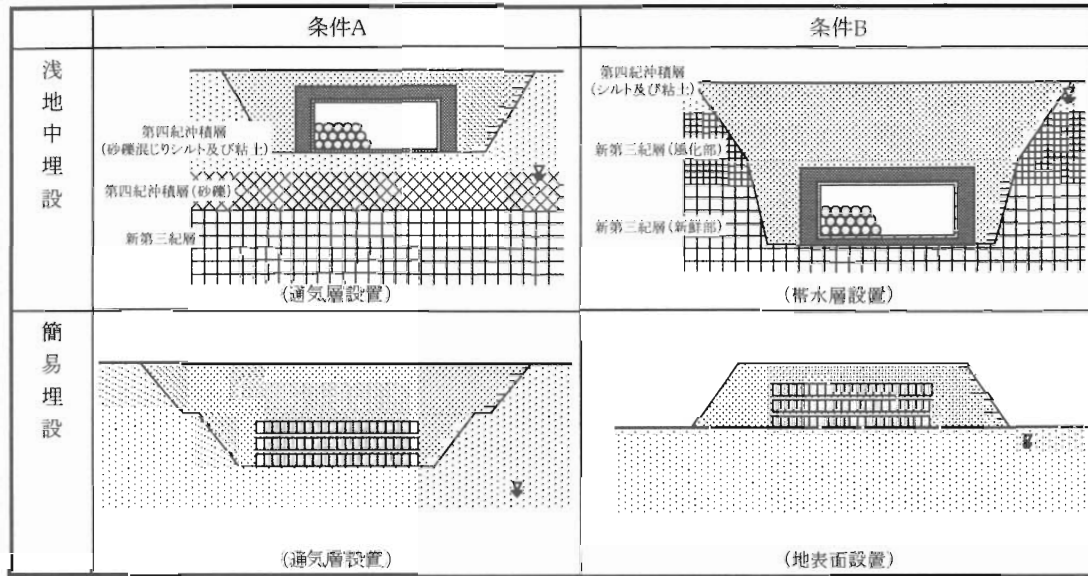 条件A
条件B
浅地中埋設
第四紀沖積層
(砂礫混じりシルト及び粘土)
第四紀沖積層(砂礫)
新第三紀層
(通気層設置)
第四紀沖積層
(シルト及び粘土)
新第三紀層(風化部)
新第三紀層(新鮮部)
(帯水層設置)
簡易埋設
(通気層設置)
(地表面設置)